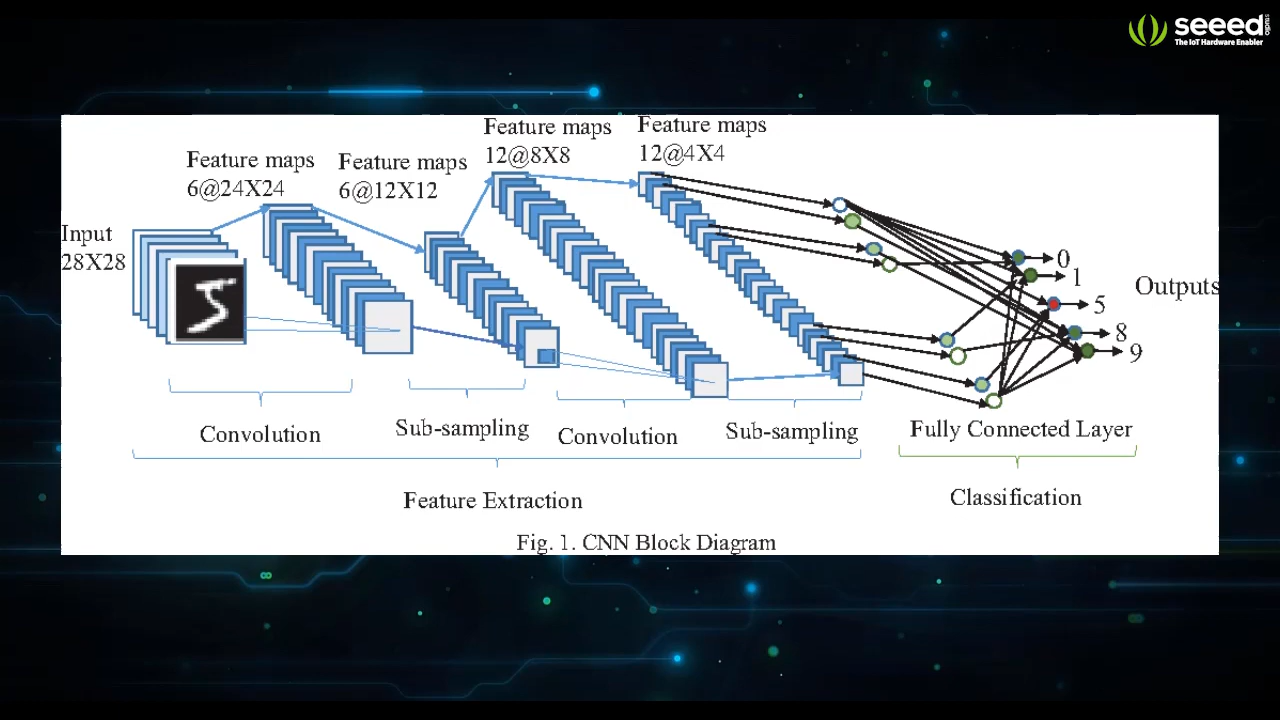 seeed
studio
The IoT Hardware Enabler
Feature maps
12@8X8
Feature maps
12@4X4
Feature maps
6@24X24
Feature maps
6@12X12
Input
28X28
5
0
1
5
8
9
Outputs
Convolution
Sub-sampling
Convolution
Sub-sampling
Fully Connected Layer
Feature Extraction
Classification
Fig. 1. CNN Block Diagram